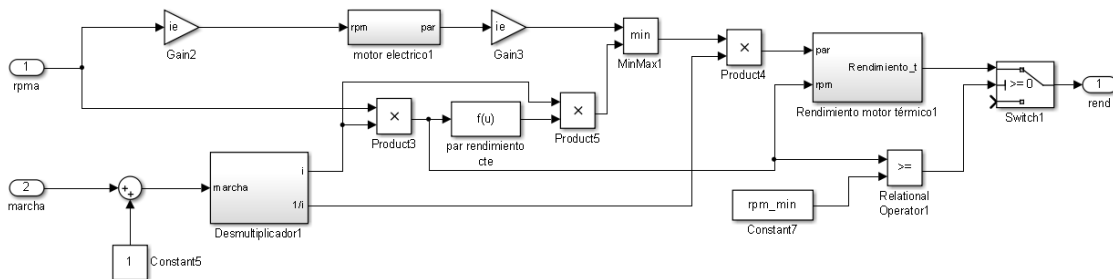 ie
Gain2
rpm
par
motor electrico1
ie
Gain3
min
MinMax1
×
Product4
par
rpm
Rendimiento_t
Rendimiento motor térmico1
>= 0
Switch1
1
rend
1
rpma
×
Product3
f(u)
par rendimiento
cte
×
Product5
2
marcha
+
+
marcha
i
1/i
Desmultiplicador1
1
Constant5
rpm_min
Constant7
>=
Relational
Operator1